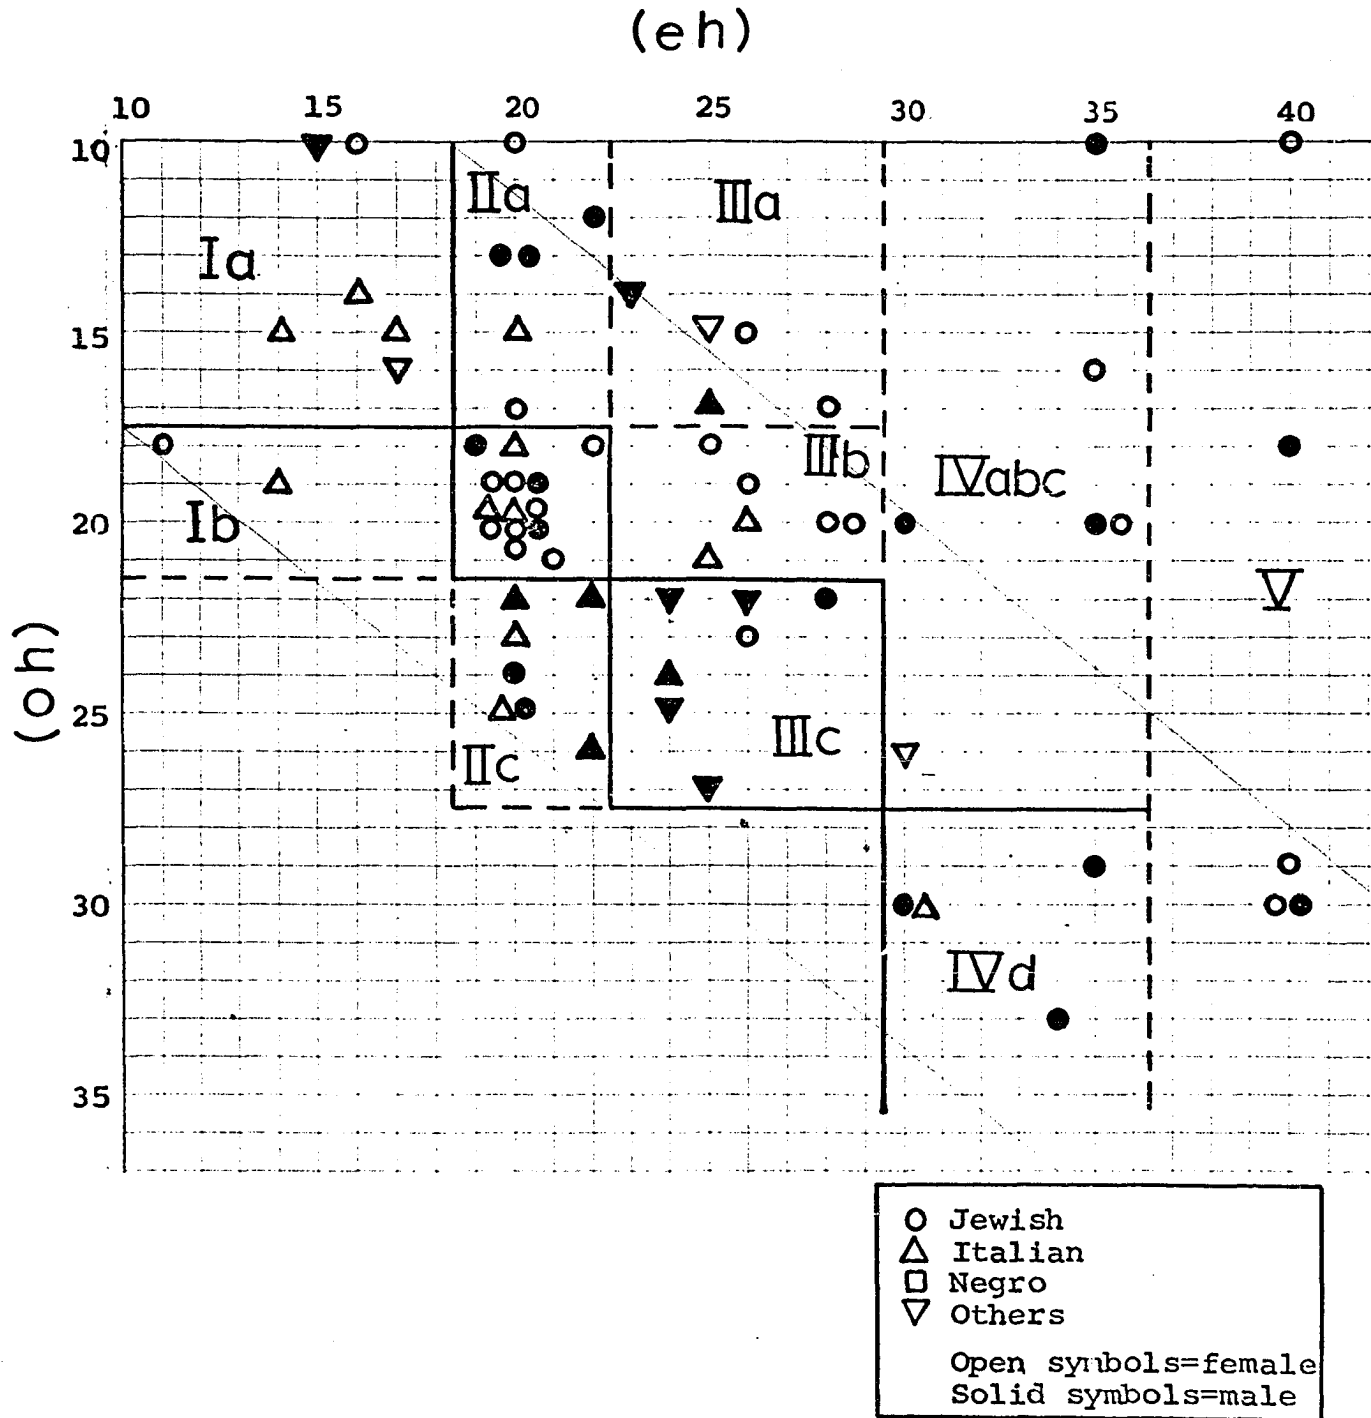 (eh)
10 15 20 25 30 35 40
10
IIa
IIIa
Ia
15
IIIb
IVabc
Ib
20
V
(oh)
25
IIIc
IIc
30
IVd
35
Jewish
Italian
Negro
Others
Open symbols=female
Solid symbols=male